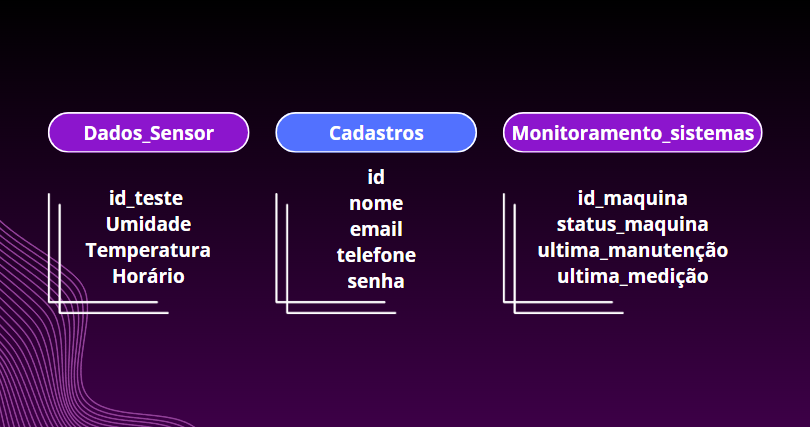 Dados_Sensor
id_teste
Umidade
Temperatura
Horário
Cadastros
id
nome
email
telefone
senha
Monitoramento_sistemas
id_maquina
status_maquina
ultima_manutenção
ultima_medição